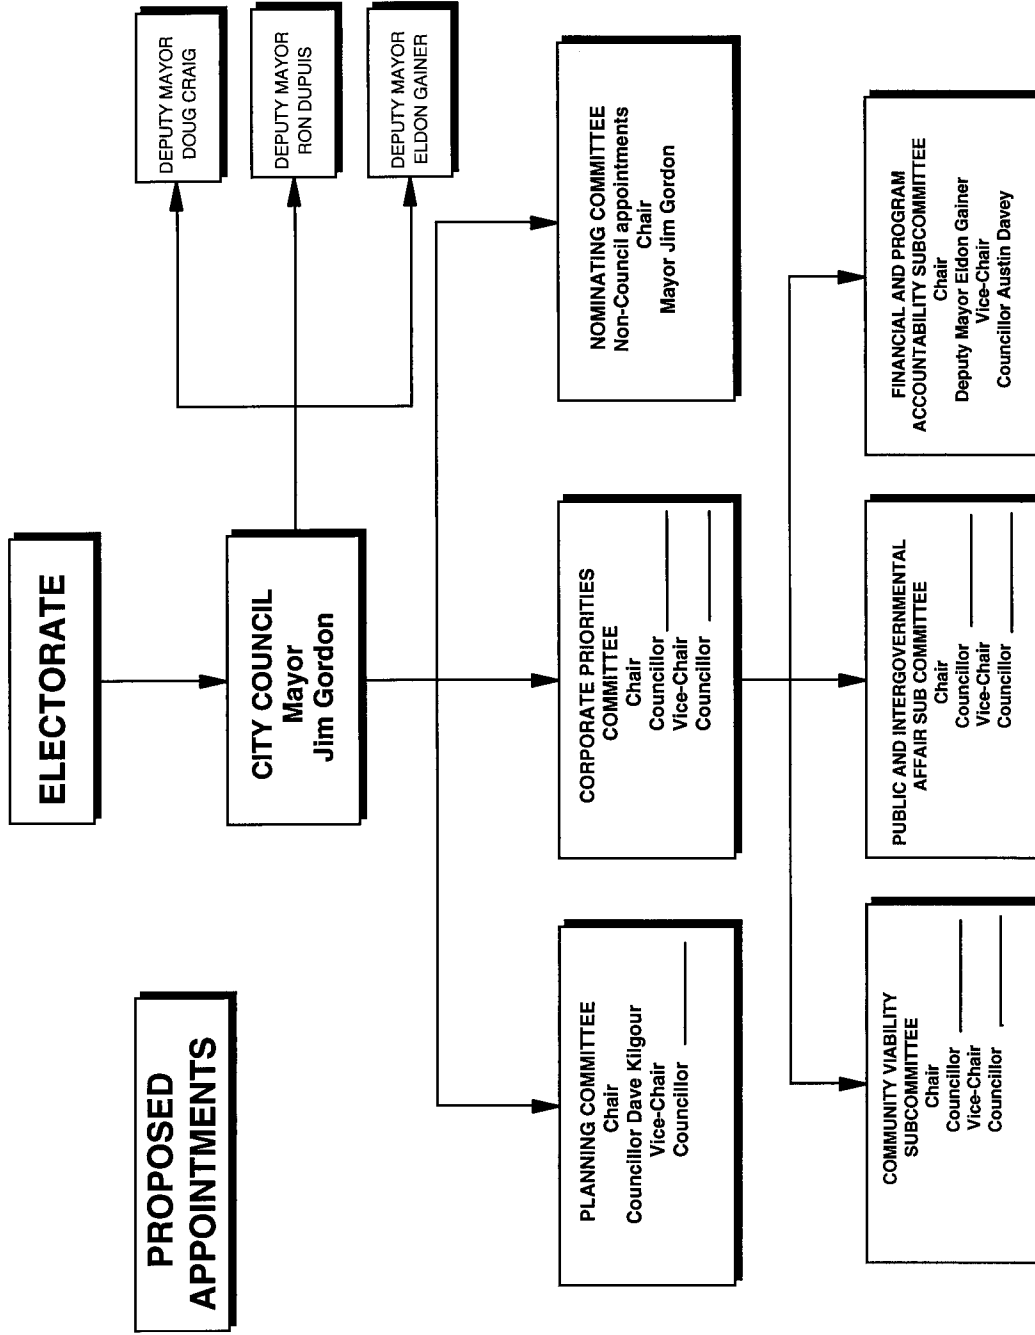 PROPOSED
APPOINTMENTS
ELECTORATE
CITY COUNCIL
Mayor
Jim Gordon
DEPUTY MAYOR
DOUG CRAIG
DEPUTY MAYOR
RON DUPUIS
DEPUTY MAYOR
ELDON GAINER
PLANNING COMMITTEE
Chair
Councillor Dave Kilgour
Vice-Chair
Councillor
CORPORATE PRIORITIES
COMMITTEE
Chair
Councillor
Vice-Chair
Councillor
NOMINATING COMMITTEE
Non-Council appointments
Chair
Mayor Jim Gordon
COMMUNITY VIABILITY
SUBCOMMITTEE
Chair
Councillor
Vice-Chair
Councillor
PUBLIC AND INTERGOVERNMENTAL
AFFAIR SUB COMMITTEE
Chair
Councillor
Vice-Chair
Councillor
FINANCIAL AND PROGRAM
ACCOUNTABILITY SUBCOMMITTEE
Chair
Deputy Mayor Eldon Gainer
Vice-Chair
Councillor Austin Davey